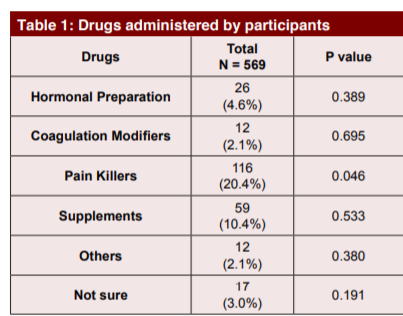 Table 1: Drugs administered by participants
Drugs Total N = 569 P value
Hormonal Preparation 26 (4.6%) 0.389
Coagulation Modifiers 12 (2.1%) 0.695
Pain Killers 116 (20.4%) 0.046
Supplements 59 (10.4%) 0.533
Others 12 (2.1%) 0.380
Not sure 17 (3.0%) 0.191